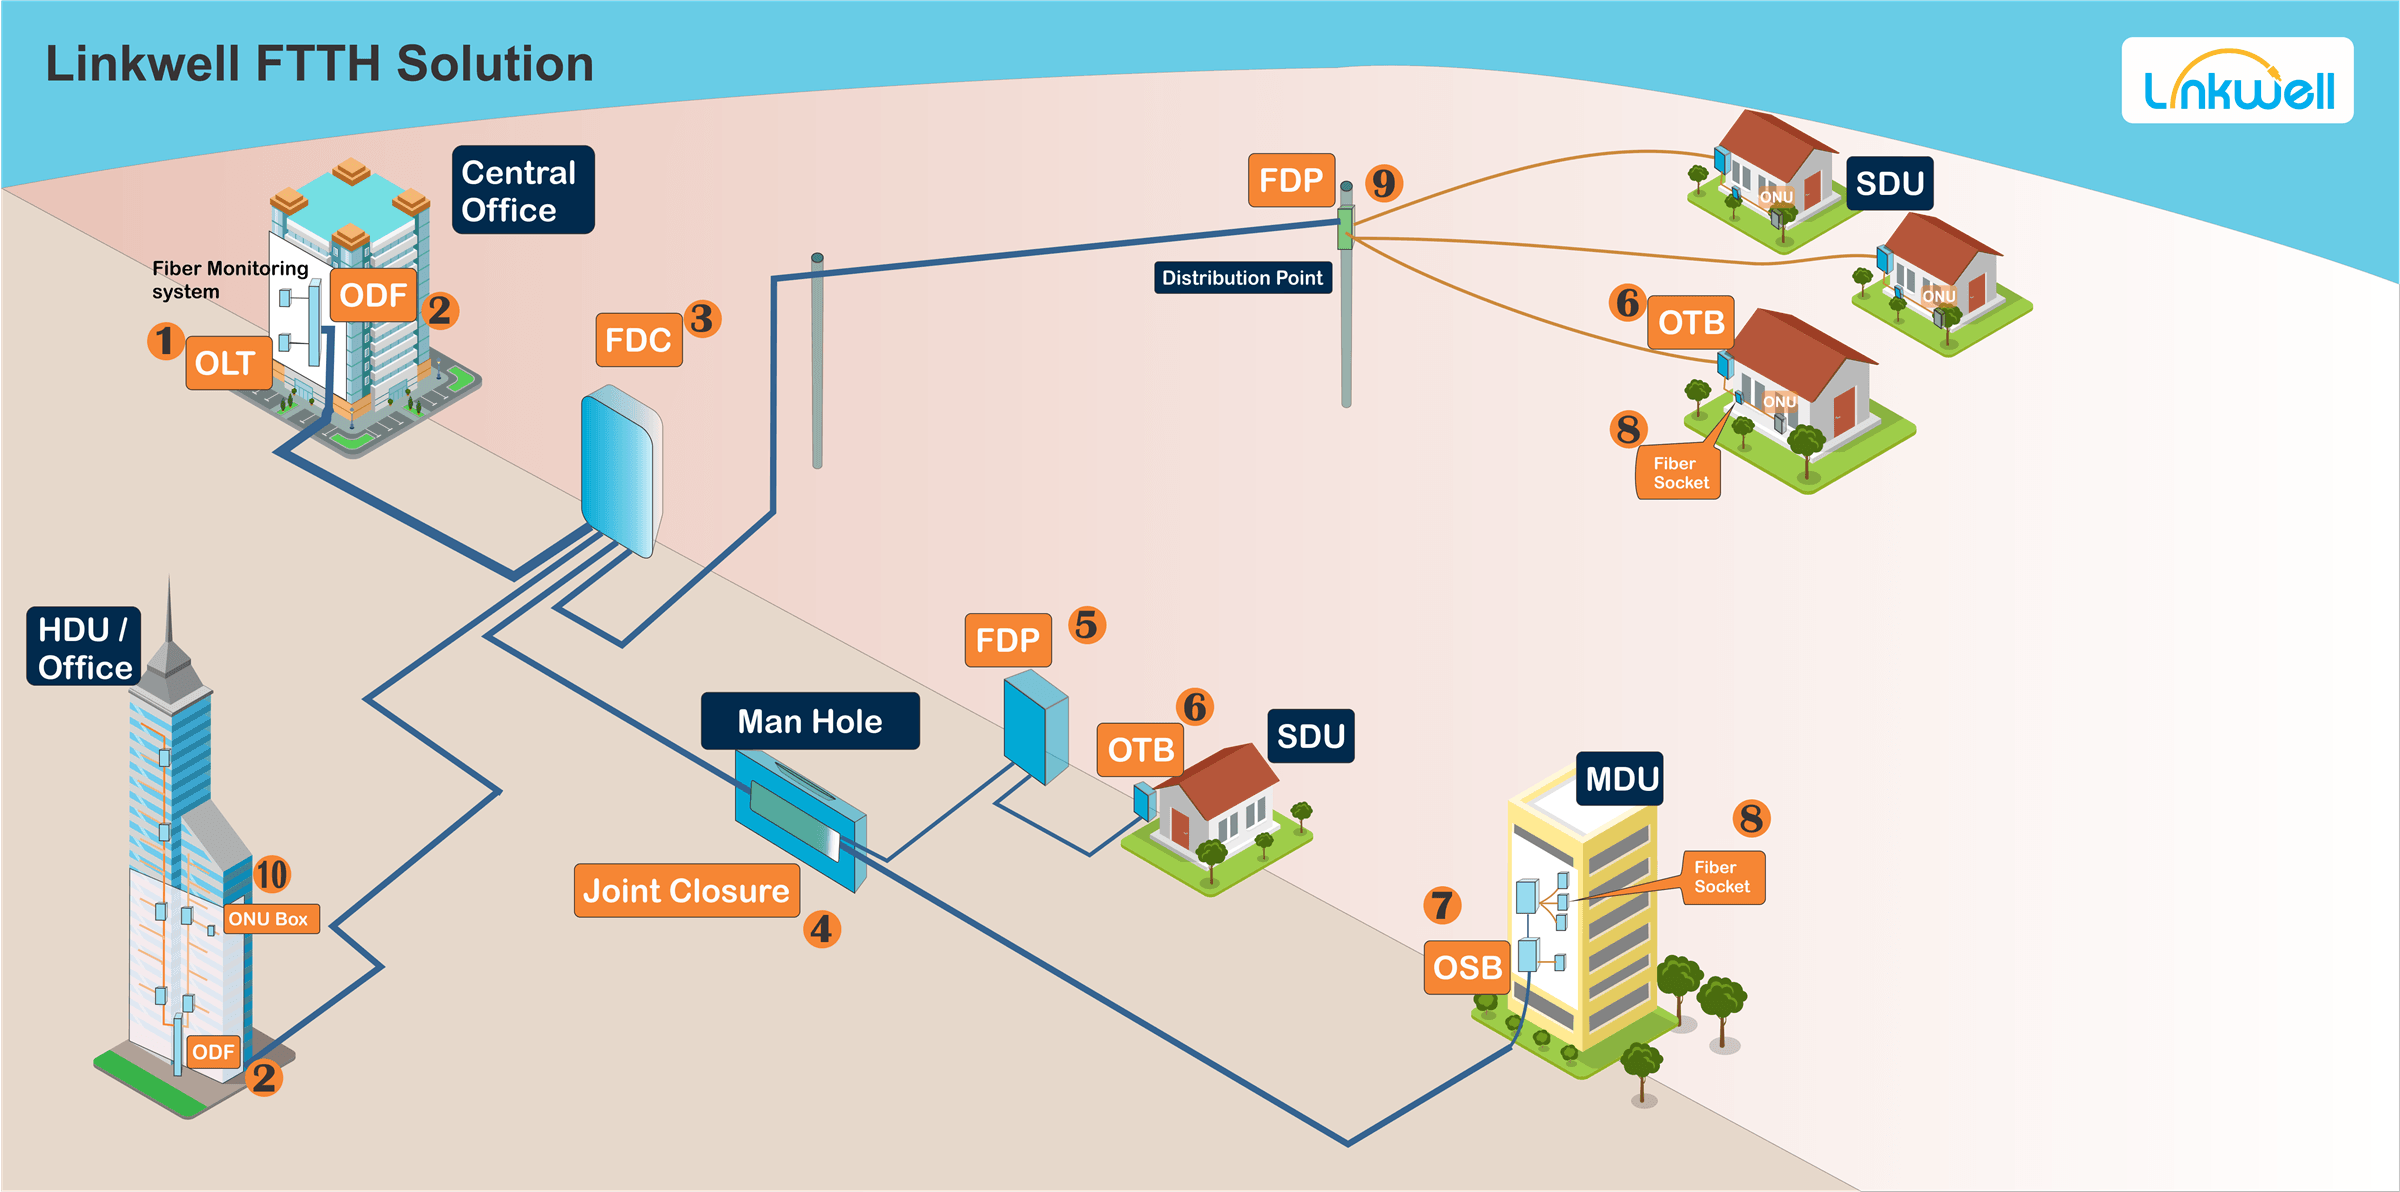 Linkwell FTTH Solution
Linkwell
Central
Office
FDP
9
SDU
ONU
Fiber Monitoring
system
ODF
2
Distribution Point
ONU
1
OLT
FDC
3
6
OTB
ONU
8
Fiber
Socket
HDU /
Office
FDP
5
Man Hole
6
OTB
SDU
MDU
8
Fiber
Socket
10
ONU Box
Joint Closure
4
7
OSB
ODF
2